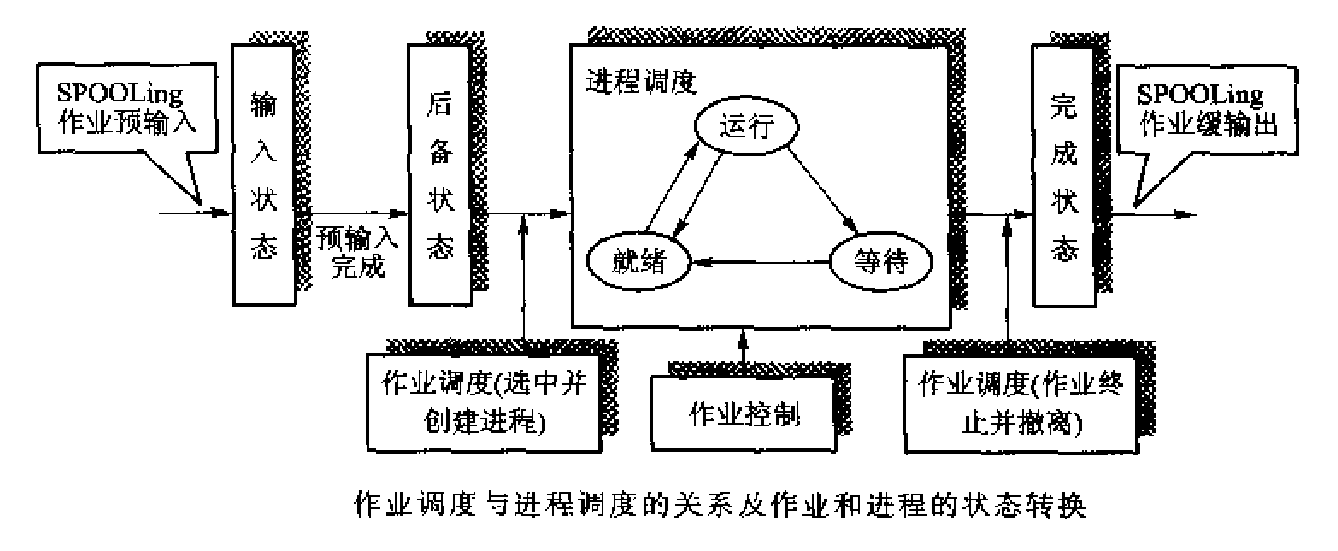 SPOOLing
作业预输入
输入状态
预输入
完成
后备状态
进程调度
运行
就绪
等待
完成状态
SPOOLing
作业缓输出
作业调度(选中并
创建进程)
作业控制
作业调度(作业终
止并撤离)
作业调度与进程调度的关系及作业和进程的状态转换